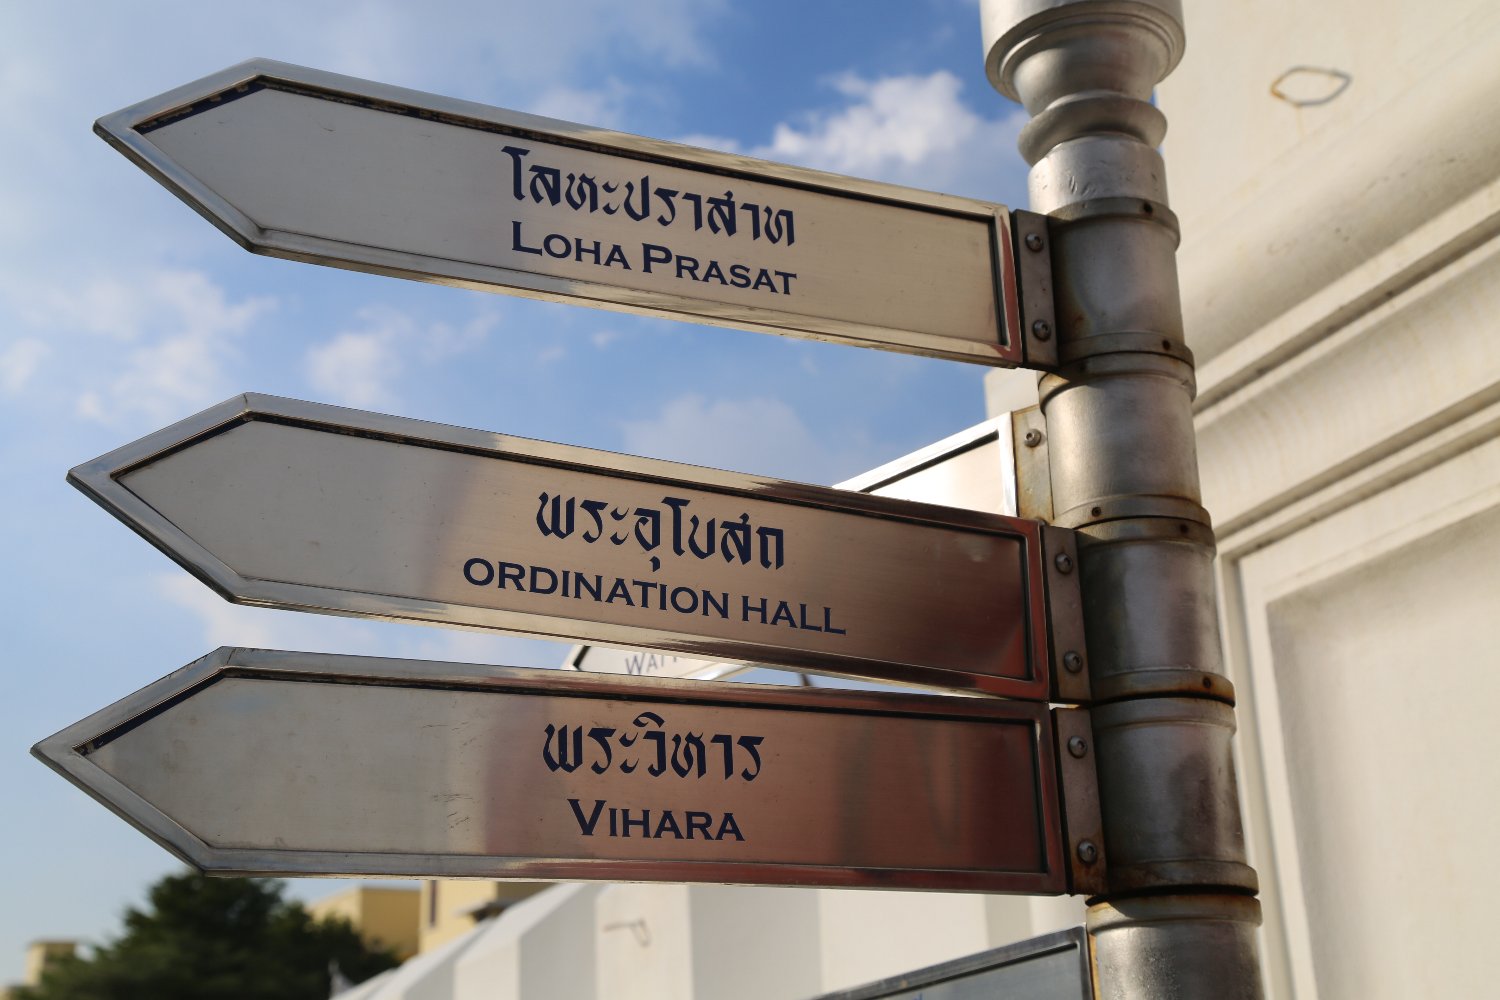 โลหะปราสาท
LOHA PRASAT
พระอุโบสถ
ORDINATION HALL
พระวิหาร
VIHARA